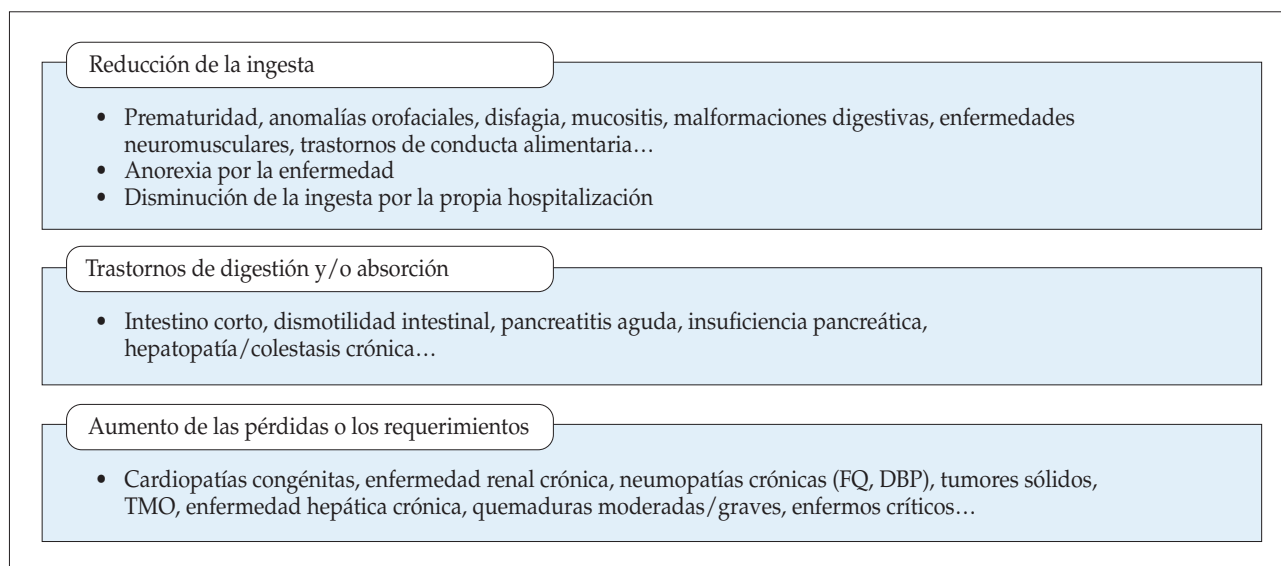 Reducción de la ingesta
• Prematuridad, anomalías orofaciales, disfagia, mucositis, malformaciones digestivas, enfermedades
neuromusculares, trastornos de conducta alimentaria…
• Anorexia por la enfermedad
• Disminución de la ingesta por la propia hospitalización
Trastornos de digestión y/o absorción
• Intestino corto, dismotilidad intestinal, pancreatitis aguda, insuficiencia pancreática,
hepatopatía/colestasis crónica…
Aumento de las pérdidas o los requerimientos
• Cardiopatías congénitas, enfermedad renal crónica, neumopatías crónicas (FQ, DBP), tumores sólidos,
TMO, enfermedad hepática crónica, quemaduras moderadas/graves, enfermos críticos…